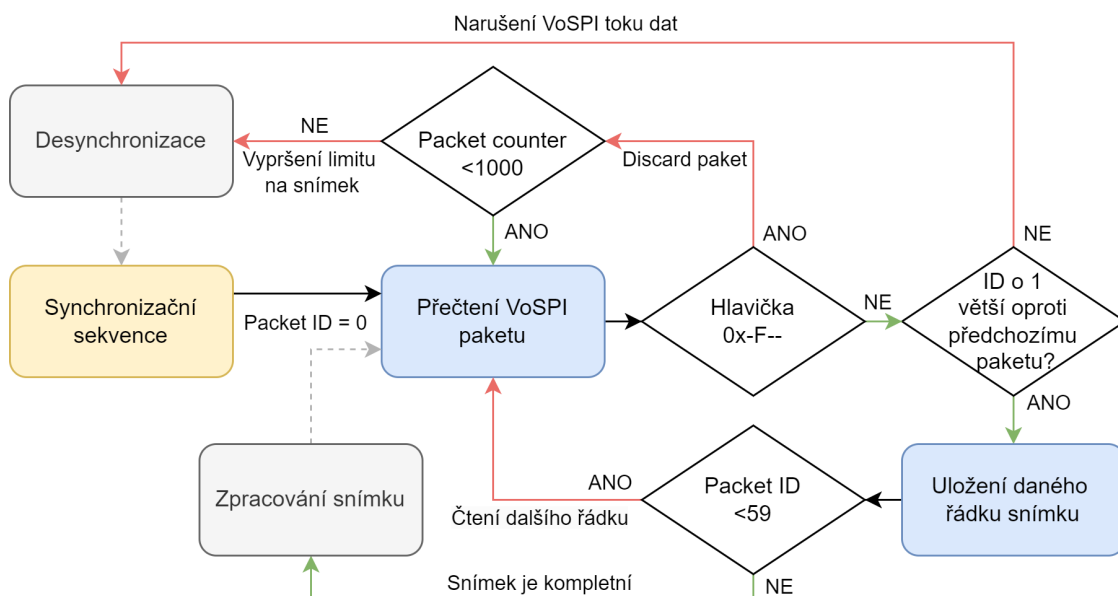 Narušení VoSPI toku dat
Desynchronizace
NE
Vypršení limitu
na snímek
Packet counter
<1000
Discard paket
ANO
ANO
NE
Synchronizační
sekvence
Packet ID = 0
Přečtení VoSPI
paketu
Hlavička
0x-F--
NE
ID o 1
větší oproti
předchozímu
paketu?
ANO
Zpracování snímku
ANO
Čtení dalšího řádku
Packet ID
<59
Uložení daného
řádku snímku
Snímek je kompletní
NE